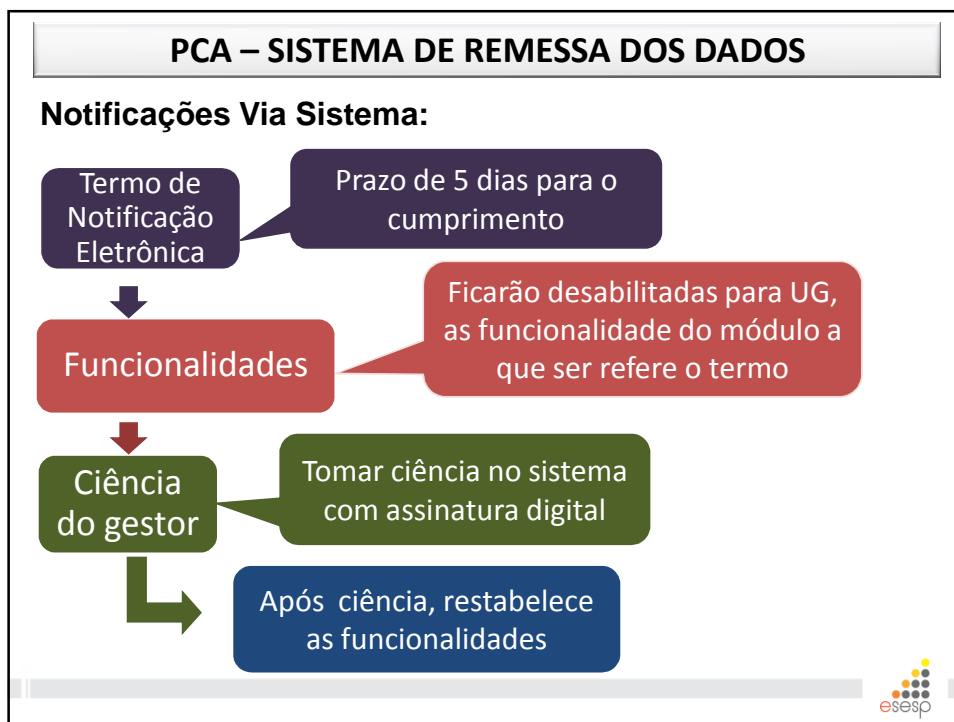 PCA – SISTEMA DE REMESSA DOS DADOS
Notificações Via Sistema:
Termo de
Notificação
Eletrônica
Prazo de 5 dias para o
cumprimento
Funcionalidades
Ficarão desabilitadas para UG,
as funcionalidade do módulo a
que ser refere o termo
Ciência
do gestor
Tomar ciência no sistema
com assinatura digital
Após ciência, restabelece
as funcionalidades
esesp